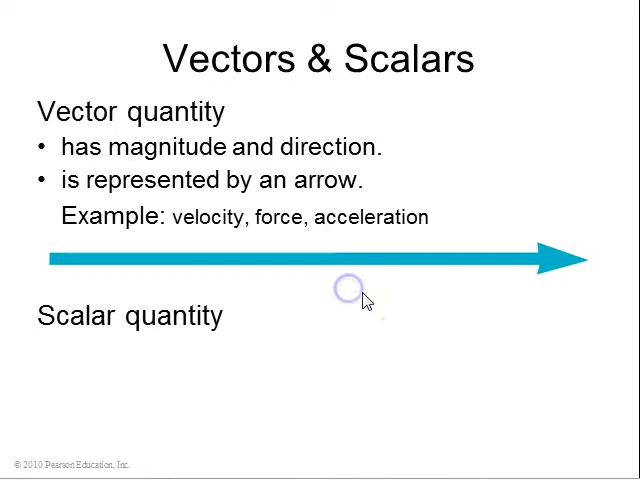 Vectors & Scalars
Vector quantity
• has magnitude and direction.
• is represented by an arrow.
Example: velocity, force, acceleration
Scalar quantity
© 2010 Pearson Education, Inc.